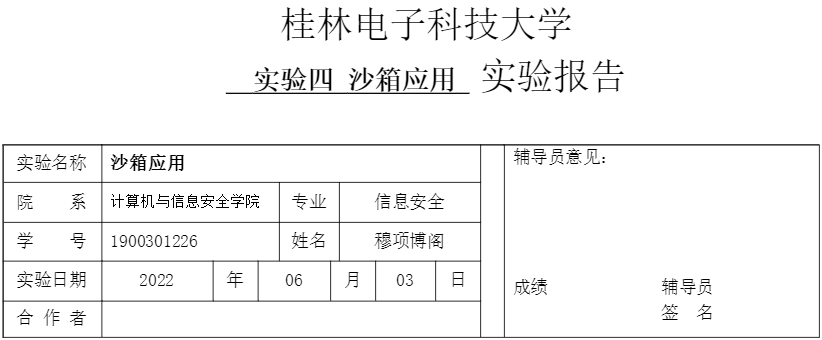 桂林电子科技大学
实验四 沙箱应用 实验报告
实验名称 沙箱应用
辅导员意见：
院 系 计算机与信息安全学院 专业 信息安全
学 号 1900301226 姓名 穆项博阁
实验日期 2022 年 06 月 03 日
成绩 辅导员
签 名
合 作 者